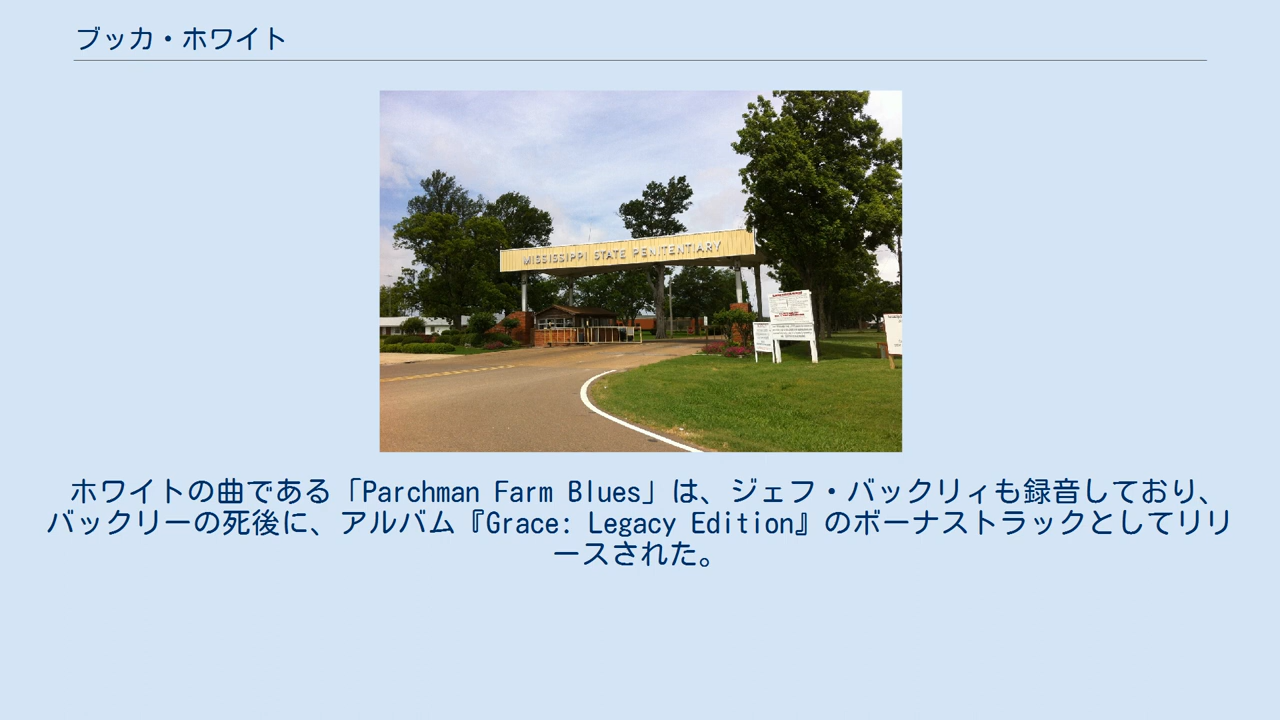 ブッカ・ホワイト
MISSISSIPPI STATE PENITENTIARY
ホワイトの曲である「Parchman Farm Blues」は、ジェフ・バックリィも録音しており、
バックリーの死後に、アルバム『Grace: Legacy Edition』のボーナストラックとしてリリ
ースされた。